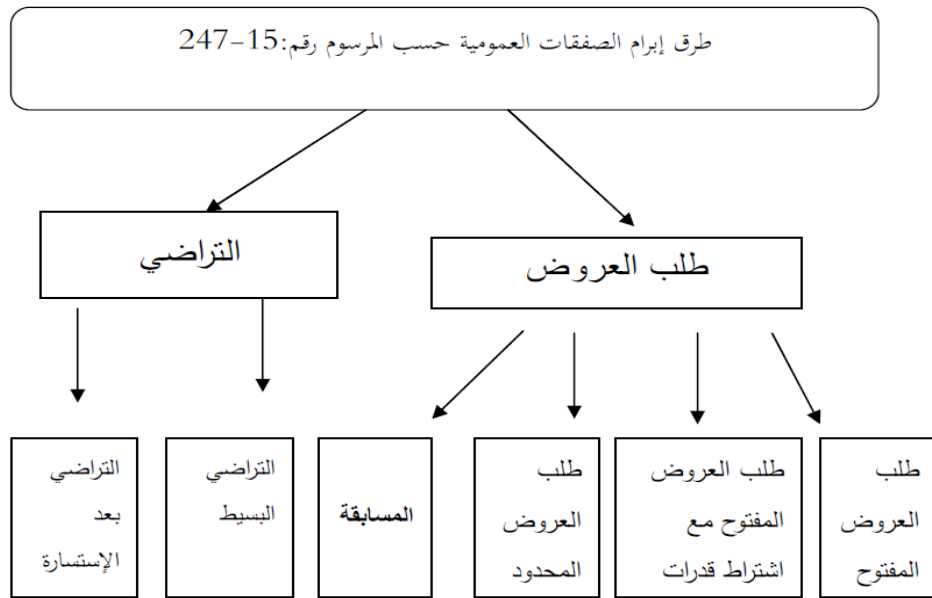 طرق إبرام الصفقات العمومية حسب المرسوم رقم:15-247
طلب العروض
التراضي
طلب
العروض
المفتوح
طلب العروض
المفتوح مع
اشتراط قدرات
طلب
العروض
المحدود
المسابقة
التراضي
البسيط
التراضي
بعد
الإستسارة